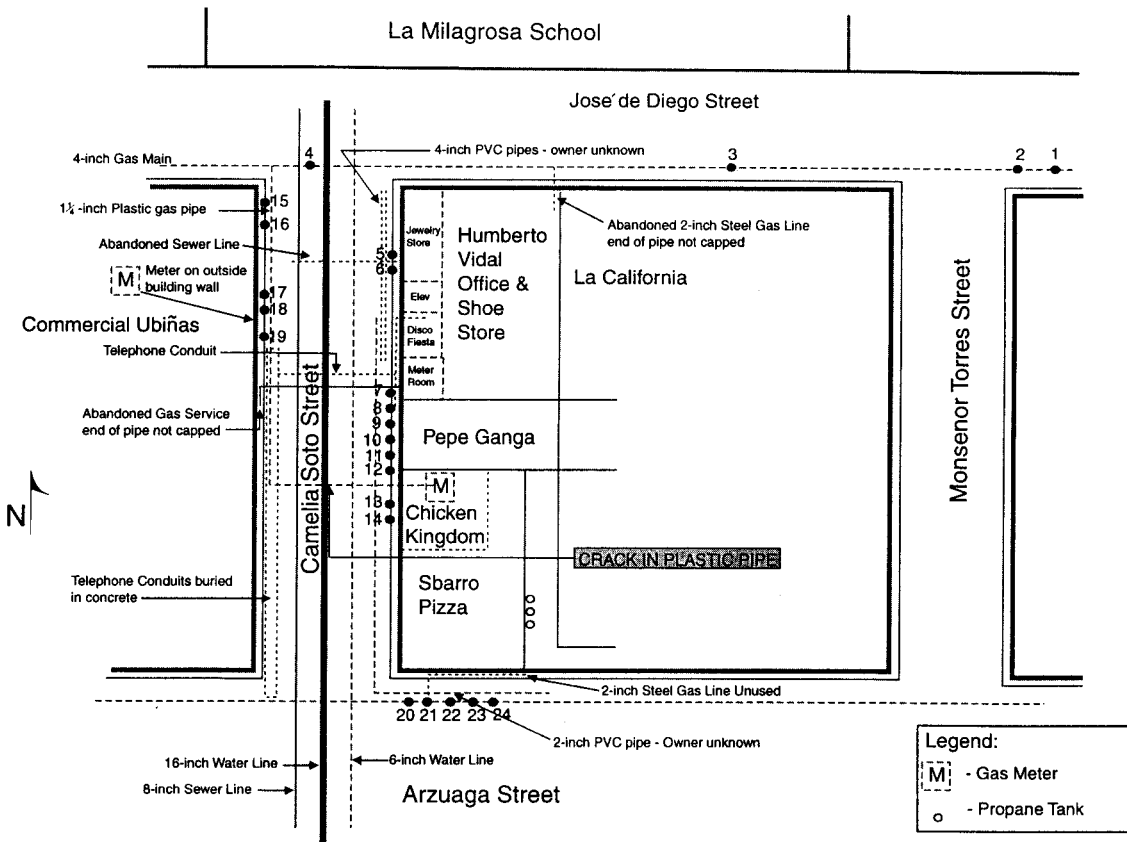 La Milagrosa School
José de Diego Street
4-inch Gas Main
4
4-inch PVC pipes - owner unknown
3
2
1
15
1¼-inch Plastic gas pipe
16
Abandoned Sewer Line
Jewelry
Store
5
6
Humberto
Vidal
Office &
Shoe
Store
Abandoned 2-inch Steel Gas Line
end of pipe not capped
La California
M
Meter on outside
building wall
17
18
Elev
Commercial Ubiñas
19
Disco
Fiesta
Telephone Conduit
Meter
Room
Camelia Soto Street
Monsenor Torres Street
Abandoned Gas Service
end of pipe not capped
7
8
9
10
11
12
Pepe Ganga
N
M
13
14
Chicken
Kingdom
CRACK IN PLASTIC PIPE
Telephone Conduits buried
in concrete
Sbarro
Pizza
2-inch Steel Gas Line Unused
20
21
22
23
24
2-inch PVC pipe - Owner unknown
16-inch Water Line
6-inch Water Line
8-inch Sewer Line
Arzuaga Street
Legend:
M - Gas Meter
- Propane Tank